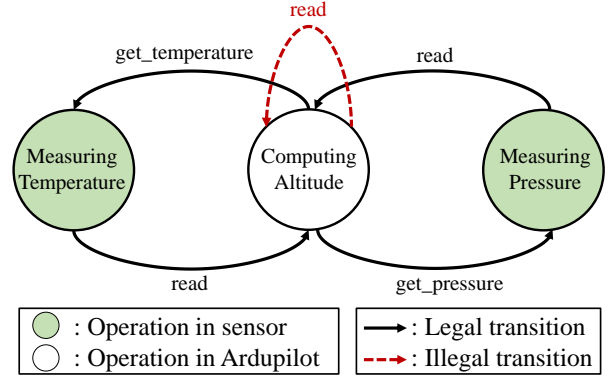 read
get_temperature
read
Measuring
Temperature
Computing
Altitude
Measuring
Pressure
read
get_pressure
: Operation in sensor
: Operation in Ardupilot
: Legal transition
: Illegal transition